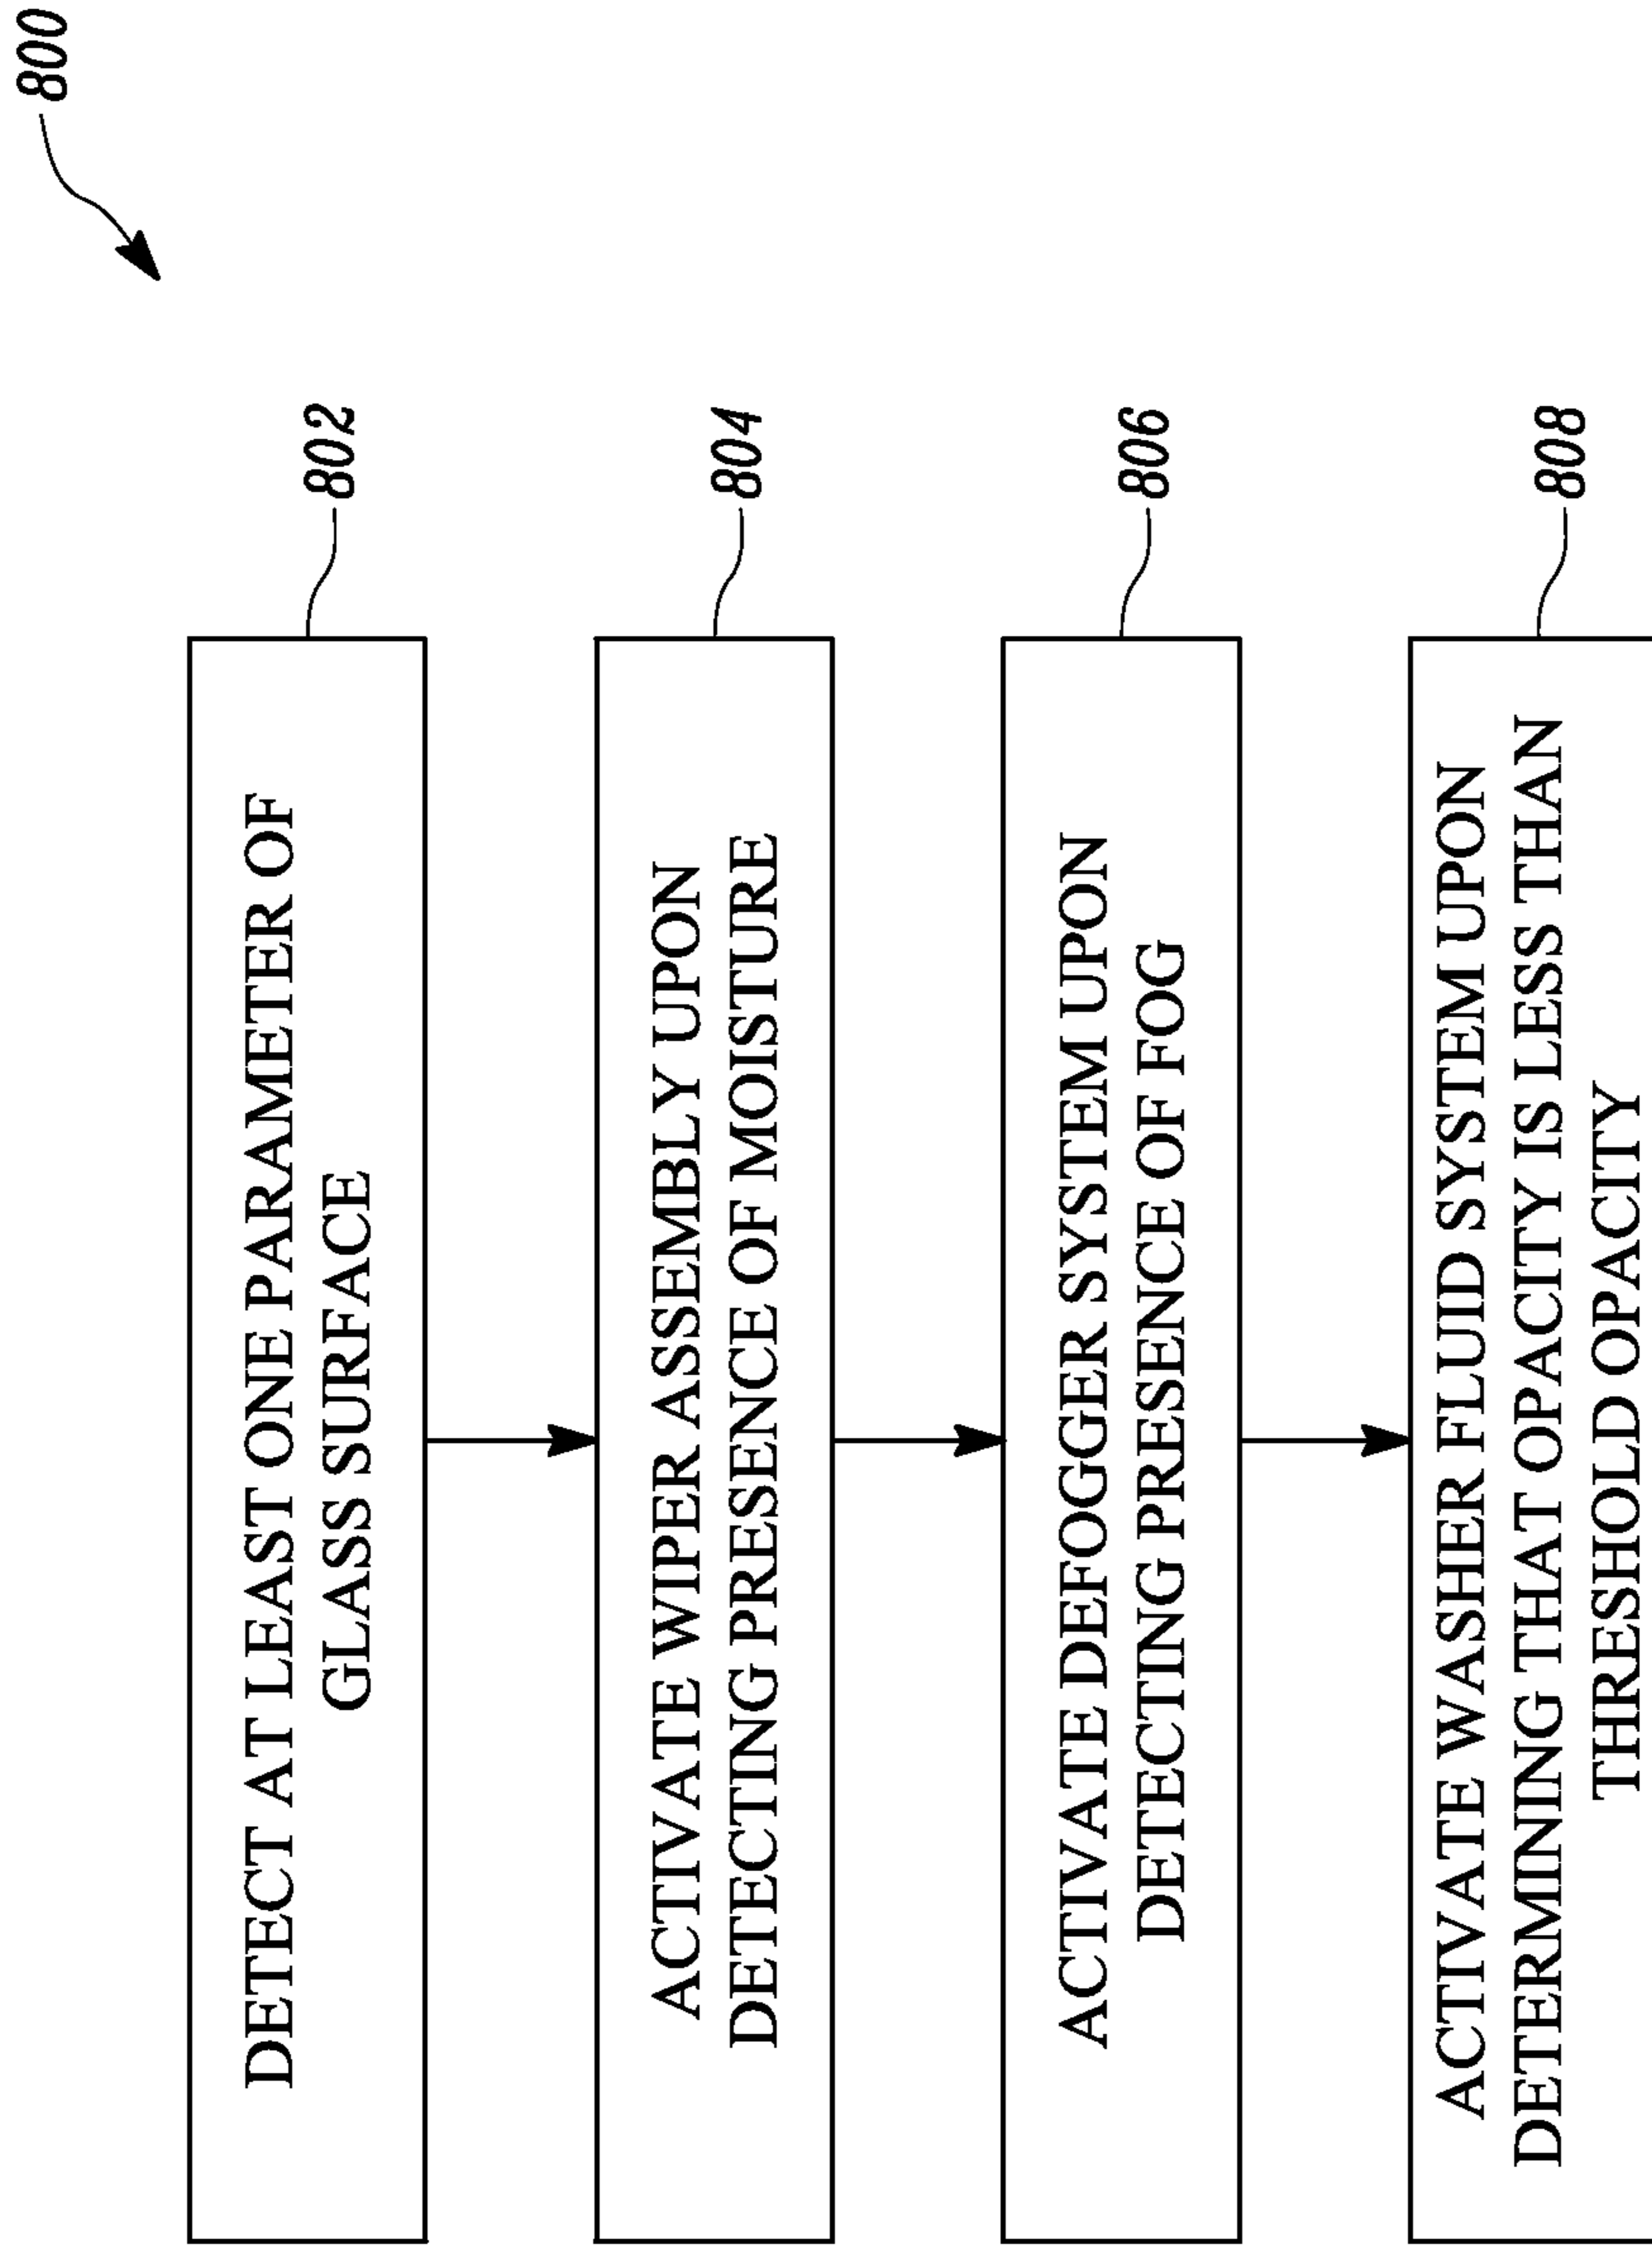 800
DETECT AT LEAST ONE PARAMETER OF
GLASS SURFACE
802
ACTIVATE WIPER ASSEMBLY UPON
DETECTING PRESENCE OF MOISTURE
804
ACTIVATE DEFOGGER SYSTEM UPON
DETECTING PRESENCE OF FOG
806
ACTIVATE WASHER FLUID SYSTEM UPON
DETERMINING THAT OPACITY IS LESS THAN
THRESHOLD OPACITY
808